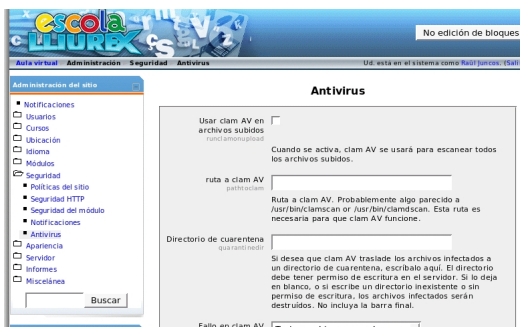 escola
LLIUREX
No edición de bloques
Aula virtual Administración Seguridad Antivirus
Ud. esta en el sistema como Raúl Juncos. (Sali
Administración del sitio
Antivirus
Notificaciones
Usuarios
Cursos
Ubicación
Idioma
Módulos
Seguridad
Políticas del sitio
Seguridad HTTP
Seguridad del módulo
Notificaciones
Antivirus
Apariencia
Servidor
Informes
Miscelánea
Buscar
Usar clam AV en
archivos subidos
runclamonupload
Cuando se activa, clam AV se usará para escanear todos
los archivos subidos.
ruta a clam AV
pathtoclam
Ruta a clam AV. Probablemente algo parecido a
/usr/bin/clamscan or /usr/bin/clamdscan. Esta ruta es
necesaria para que clam AV funcione.
Directorio de cuarentena
quarantinedir
Si desea que clam AV traslade los archivos infectados a
un directorio de cuarentena, escríbalo aquí. El directorio
debe tener permiso de escritura en el servidor. Si lo deja
en blanco, o si escribe un directorio inexistente o sin
permiso de escritura, los archivos infectados serán
destruídos. No incluya la barra final.
Fallo en clam AV